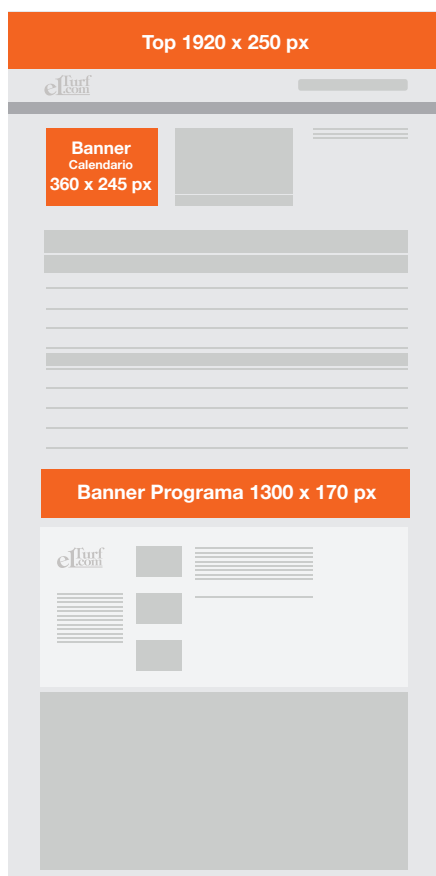 Top 1920 x 250 px
elTurf
.com
Banner
Calendario
360 x 245 px
Banner Programa 1300 x 170 px
elTurf
.com